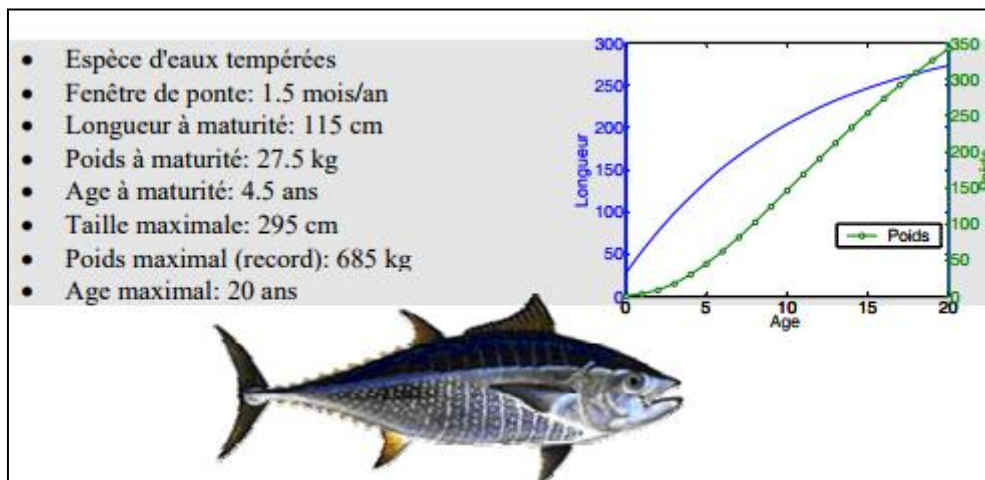 • Espèce d'eaux tempérées
• Fenêtre de ponte: 1.5 mois/an
• Longueur à maturité: 115 cm
• Poids à maturité: 27.5 kg
• Age à maturité: 4.5 ans
• Taille maximale: 295 cm
• Poids maximal (record): 685 kg
• Age maximal: 20 ans
300
250
200
150
100
50
0
Longueur
350
300
250
200
150
100
50
0
Poids
0 5 10 15 20
Age